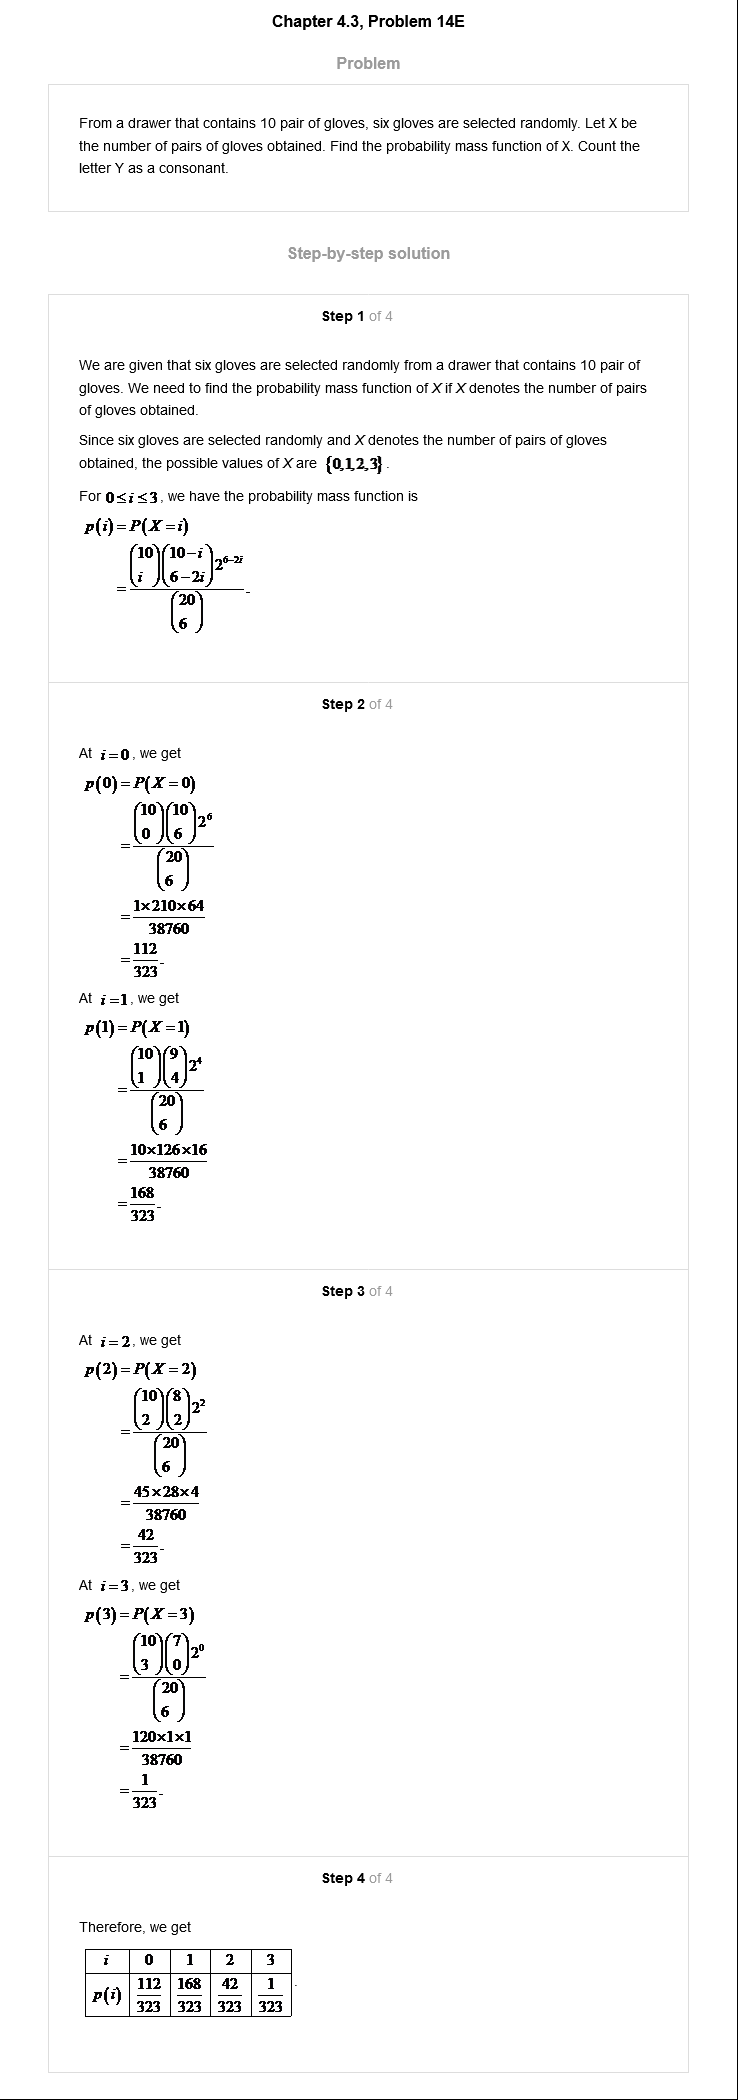 Chapter 4.3, Problem 14E
Problem
From a drawer that contains 10 pair of gloves, six gloves are selected randomly. Let X be
the number of pairs of gloves obtained. Find the probability mass function of X. Count the
letter Y as a consonant.
Step-by-step solution
Step 1 of 4
We are given that six gloves are selected randomly from a drawer that contains 10 pair of
gloves. We need to find the probability mass function of X if X denotes the number of pairs
of gloves obtained.
Since six gloves are selected randomly and X denotes the number of pairs of gloves
obtained, the possible values of X are {0,1,2,3}.
For 0≤i≤3, we have the probability mass function is
p(i)=P(X=i)
=\frac{\binom{10}{i}\binom{10-i}{6-2i}2^{6-2i}}{\binom{20}{6}}.
Step 2 of 4
At i=0, we get
p(0)=P(X=0)
=\frac{\binom{10}{0}\binom{10}{6}2^{6}}{\binom{20}{6}}
=\frac{1×210×64}{38760}
=\frac{112}{323}.
At i=1, we get
p(1)=P(X=1)
=\frac{\binom{10}{1}\binom{9}{4}2^{4}}{\binom{20}{6}}
=\frac{10×126×16}{38760}
=\frac{168}{323}.
Step 3 of 4
At i=2, we get
p(2)=P(X=2)
=\frac{\binom{10}{2}\binom{8}{2}2^{2}}{\binom{20}{6}}
=\frac{45×28×4}{38760}
=\frac{42}{323}.
At i=3, we get
p(3)=P(X=3)
=\frac{\binom{10}{3}\binom{7}{0}2^{0}}{\binom{20}{6}}
=\frac{120×1×1}{38760}
=\frac{1}{323}.
Step 4 of 4
Therefore, we get
i 0 1 2 3
p(i) \frac{112}{323} \frac{168}{323} \frac{42}{323} \frac{1}{323}.